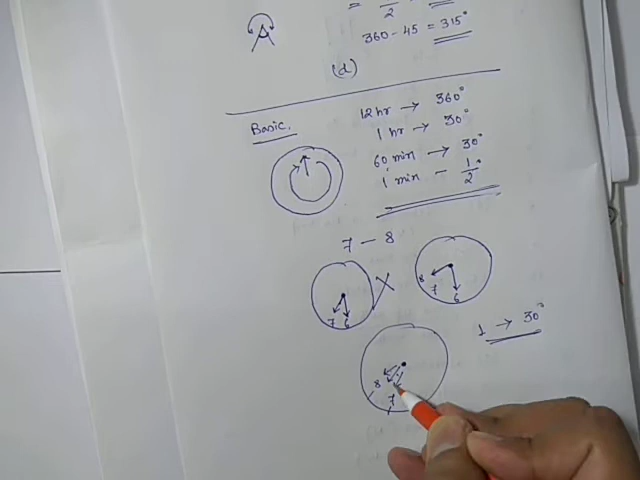 = /2
360 - 45 = 315°
A
(d)
Basic.
12 hr → 360°
1 hr → 30°
60 min → 30°
1 min - 1/2°
7 - 8
7 6
8 7 6
1 → 30°
8 7